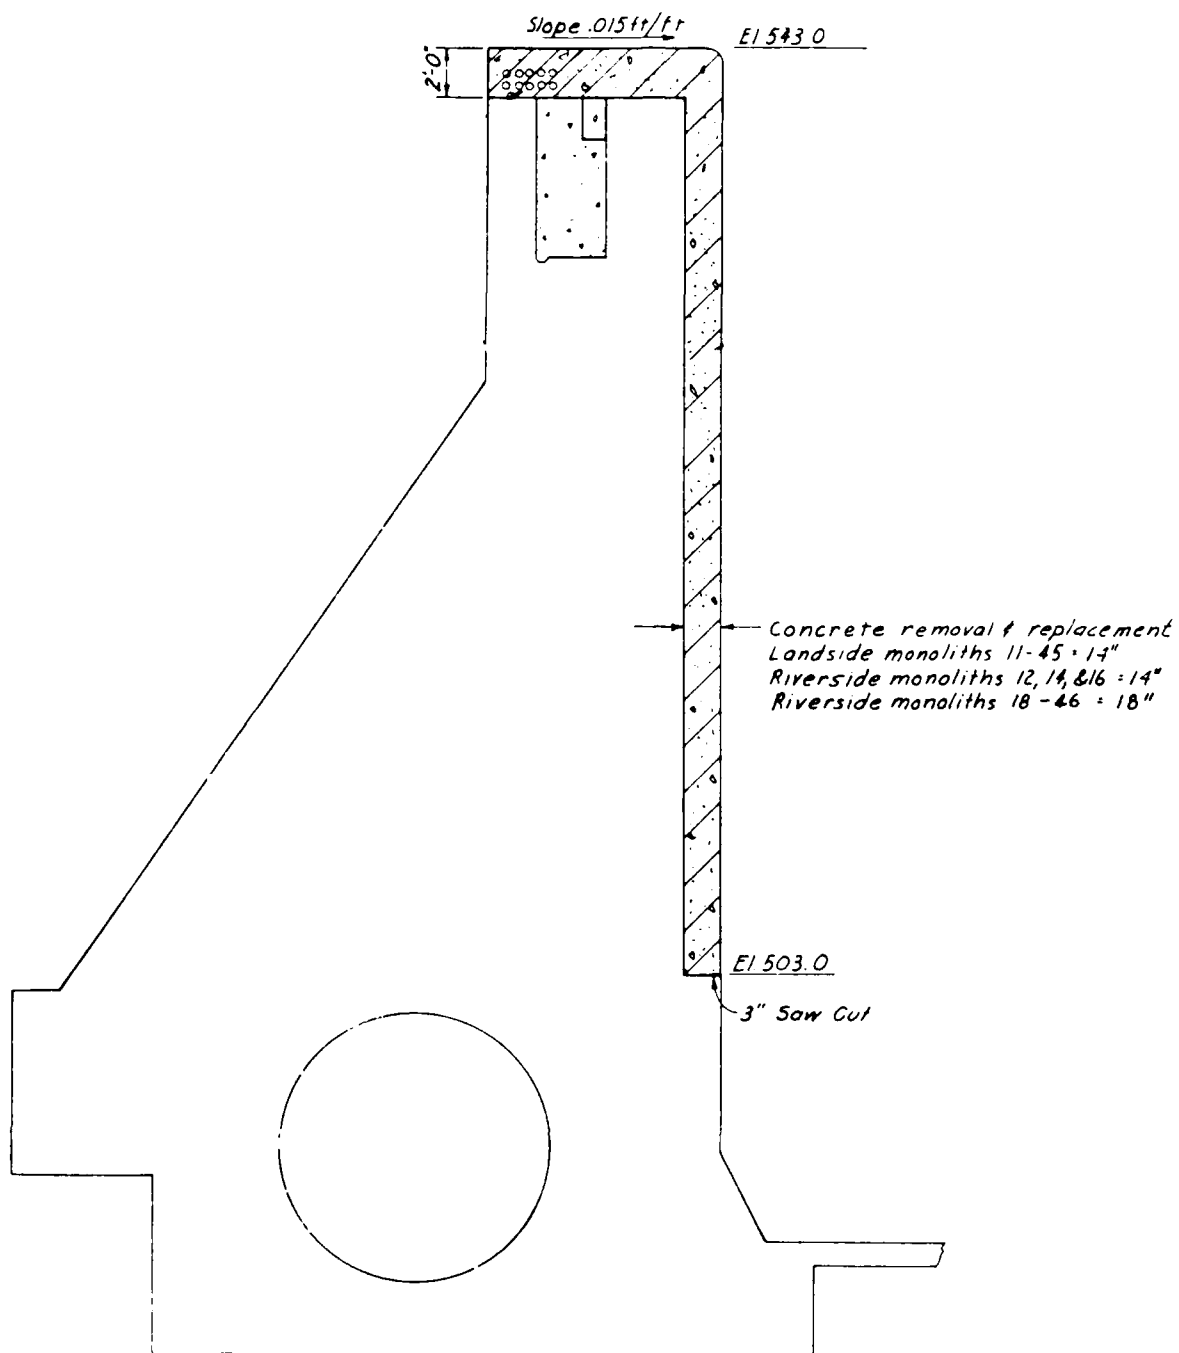 Slope .015ft/ft
El 543.0
2'-0"
Concrete removal & replacement
Landside monoliths 11-45 = 14"
Riverside monoliths 12, 14, &16 = 14"
Riverside monoliths 18-46 = 18"
El 503.0
3" Saw Cut